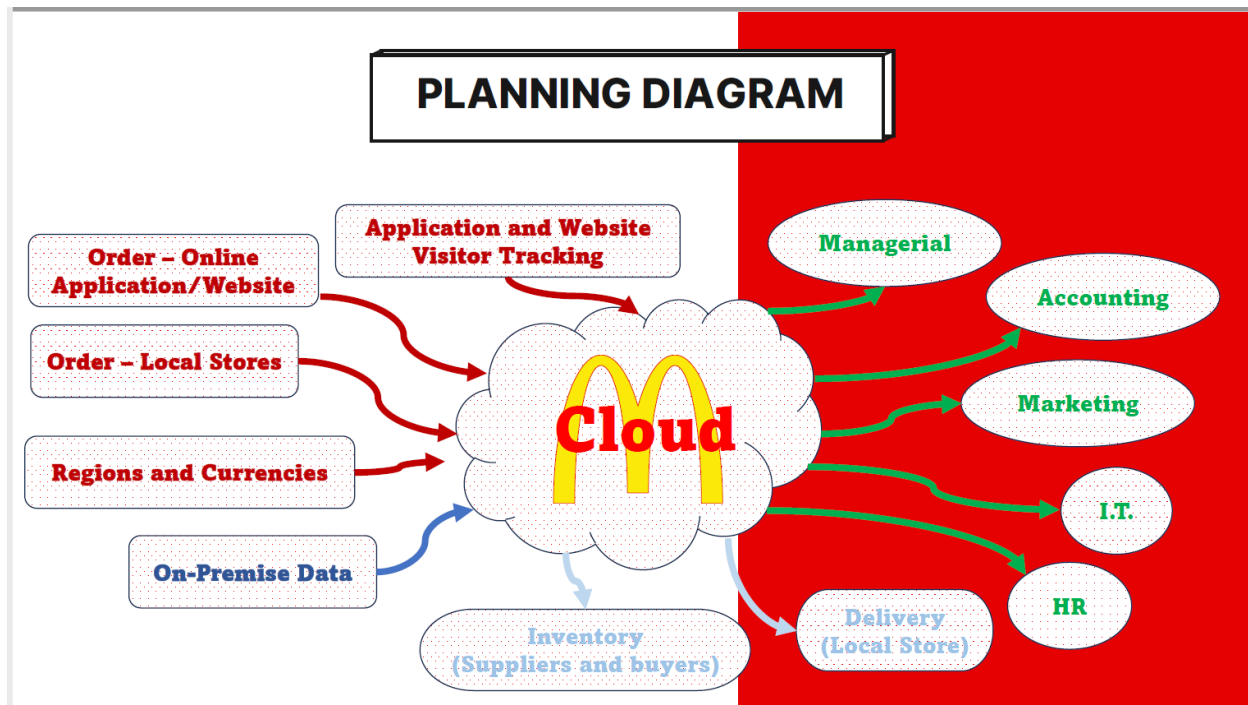 PLANNING DIAGRAM
Application and Website
Visitor Tracking
Order – Online
Application/Website
Order – Local Stores
Regions and Currencies
On-Premise Data
Cloud
Managerial
Accounting
Marketing
I.T.
HR
Inventory
(Suppliers and buyers)
Delivery
(Local Store)